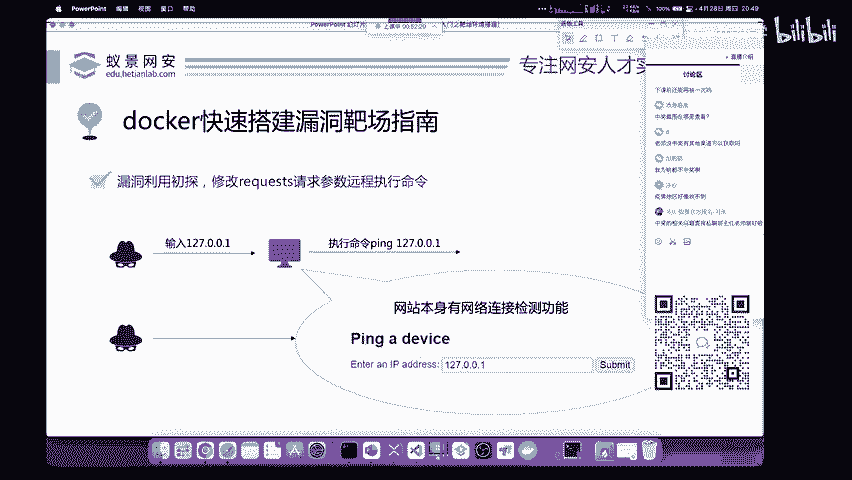 PowerPoint 编辑 视图 窗口 帮助
100%
4月28日 周四 20:49
bilibili
蚁景网安
edu.hetianlab.com
专注网安人才
讨论区
docker快速搭建漏洞靶场指南
漏洞利用初探，修改requests请求参数远程执行命令
输入127.0.0.1
执行命令ping 127.0.0.1
网站本身有网络连接检测功能
Ping a device
Enter an IP address: 127.0.0.1 Submit